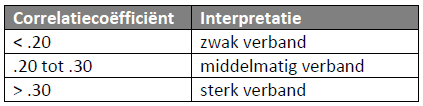 Correlatiecoëfficiënt Interpretatie
< .20 zwak verband
.20 tot .30 middelmatig verband
> .30 sterk verband